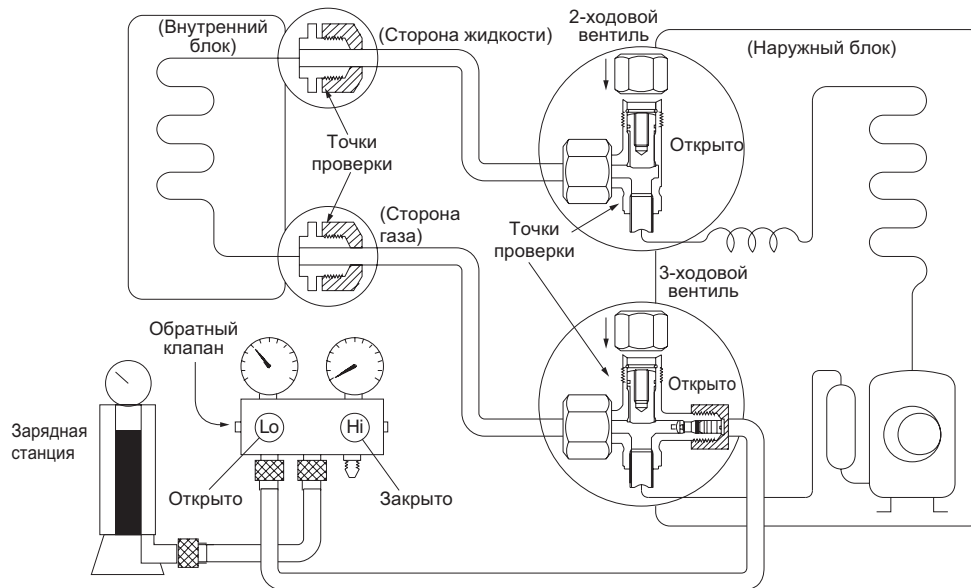 (Внутренний
блок)
(Сторона жидкости)
2-ходовой
вентиль
(Наружный блок)
Точки
проверки
Открыто
(Сторона
газа)
Точки
проверки
3-ходовой
вентиль
Обратный
клапан
Открыто
Зарядная
станция
Lo
Hi
Открыто
Закрыто